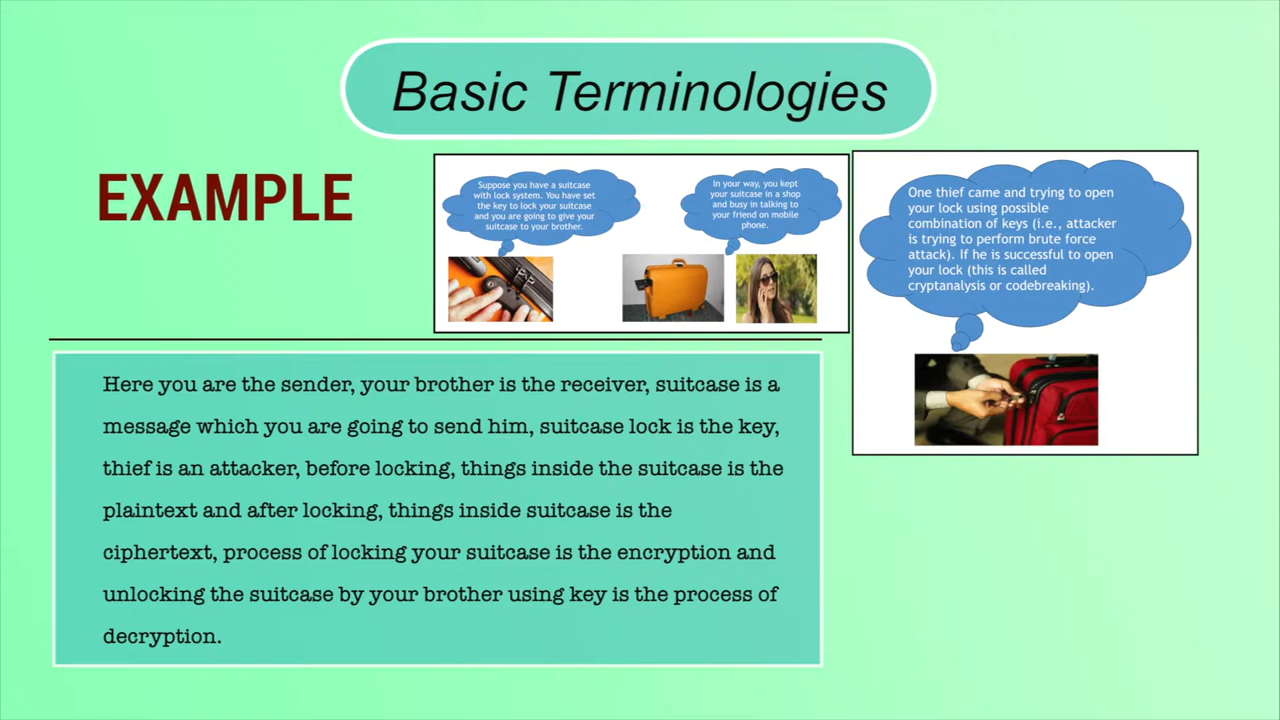 Basic Terminologies
EXAMPLE
Suppose you have a suitcase
with lock system. You have set
the key to lock your suitcase
and you are going to give your
suitcase to your brother.
In your way, you kept
your suitcase in a shop
and busy in talking to
your friend on mobile
phone.
One thief came and trying to open
your lock using possible
combination of keys (i.e., attacker
is trying to perform brute force
attack). If he is successful to open
your lock (this is called
cryptanalysis or codebreaking).
Here you are the sender, your brother is the receiver, suitcase is a
message which you are going to send him, suitcase lock is the key,
thief is an attacker, before locking, things inside the suitcase is the
plaintext and after locking, things inside suitcase is the
ciphertext, process of locking your suitcase is the encryption and
unlocking the suitcase by your brother using key is the process of
decryption.